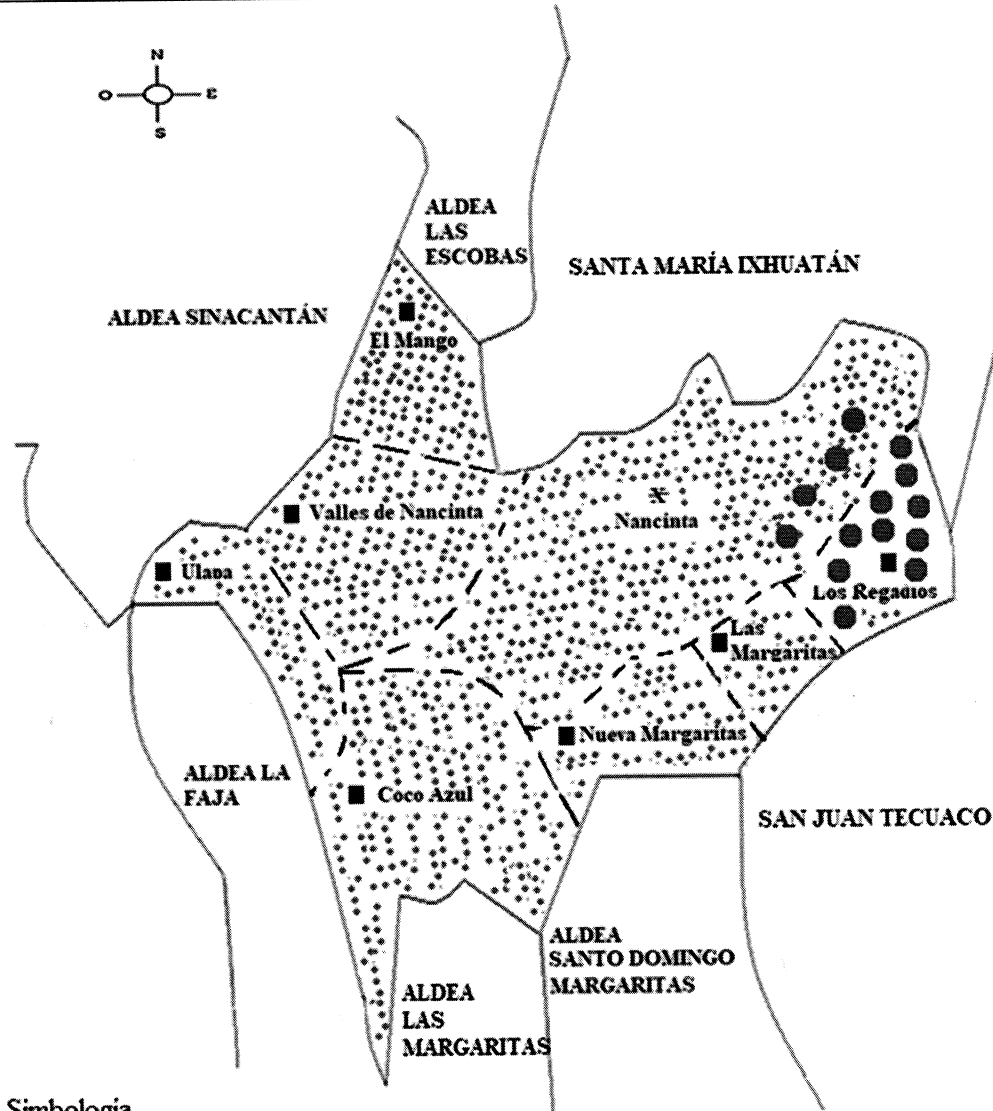 N
O
E
S
ALDEA
LAS
ESCOBAS
SANTA MARÍA IXHUATÁN
ALDEA SINACANTÁN
El Mango
Valles de Nancinta
X
Nancinta
Ulapa
Los Regadios
Las
Margaritas
Nueva Margaritas
ALDEA LA
FAJA
Coco Azul
SAN JUAN TECUACO
ALDEA
SANTO DOMINGO
MARGARITAS
ALDEA
LAS
MARGARITAS
Simbología